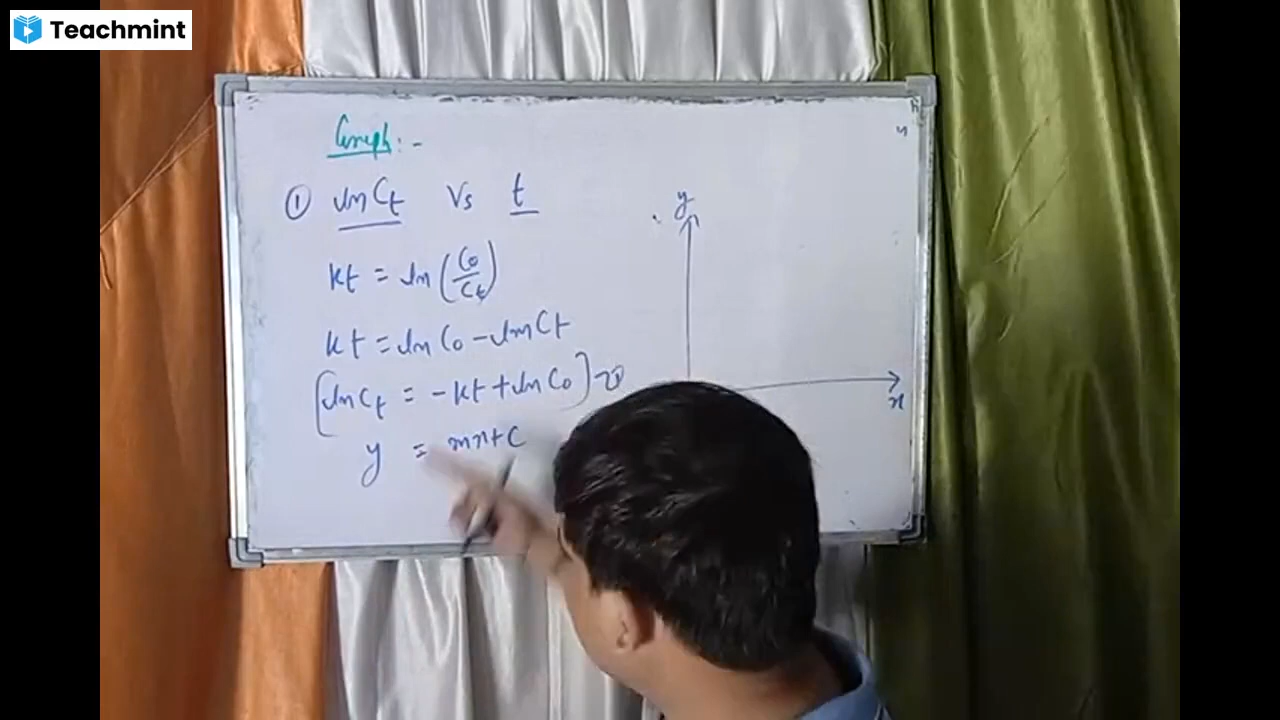 Teachmint
Graph:-
① ln Ct Vs t
kt = ln (C0/Ct)
kt = ln C0 - ln Ct
[ln Ct = -kt + ln C0]
y = mx + c
y
x